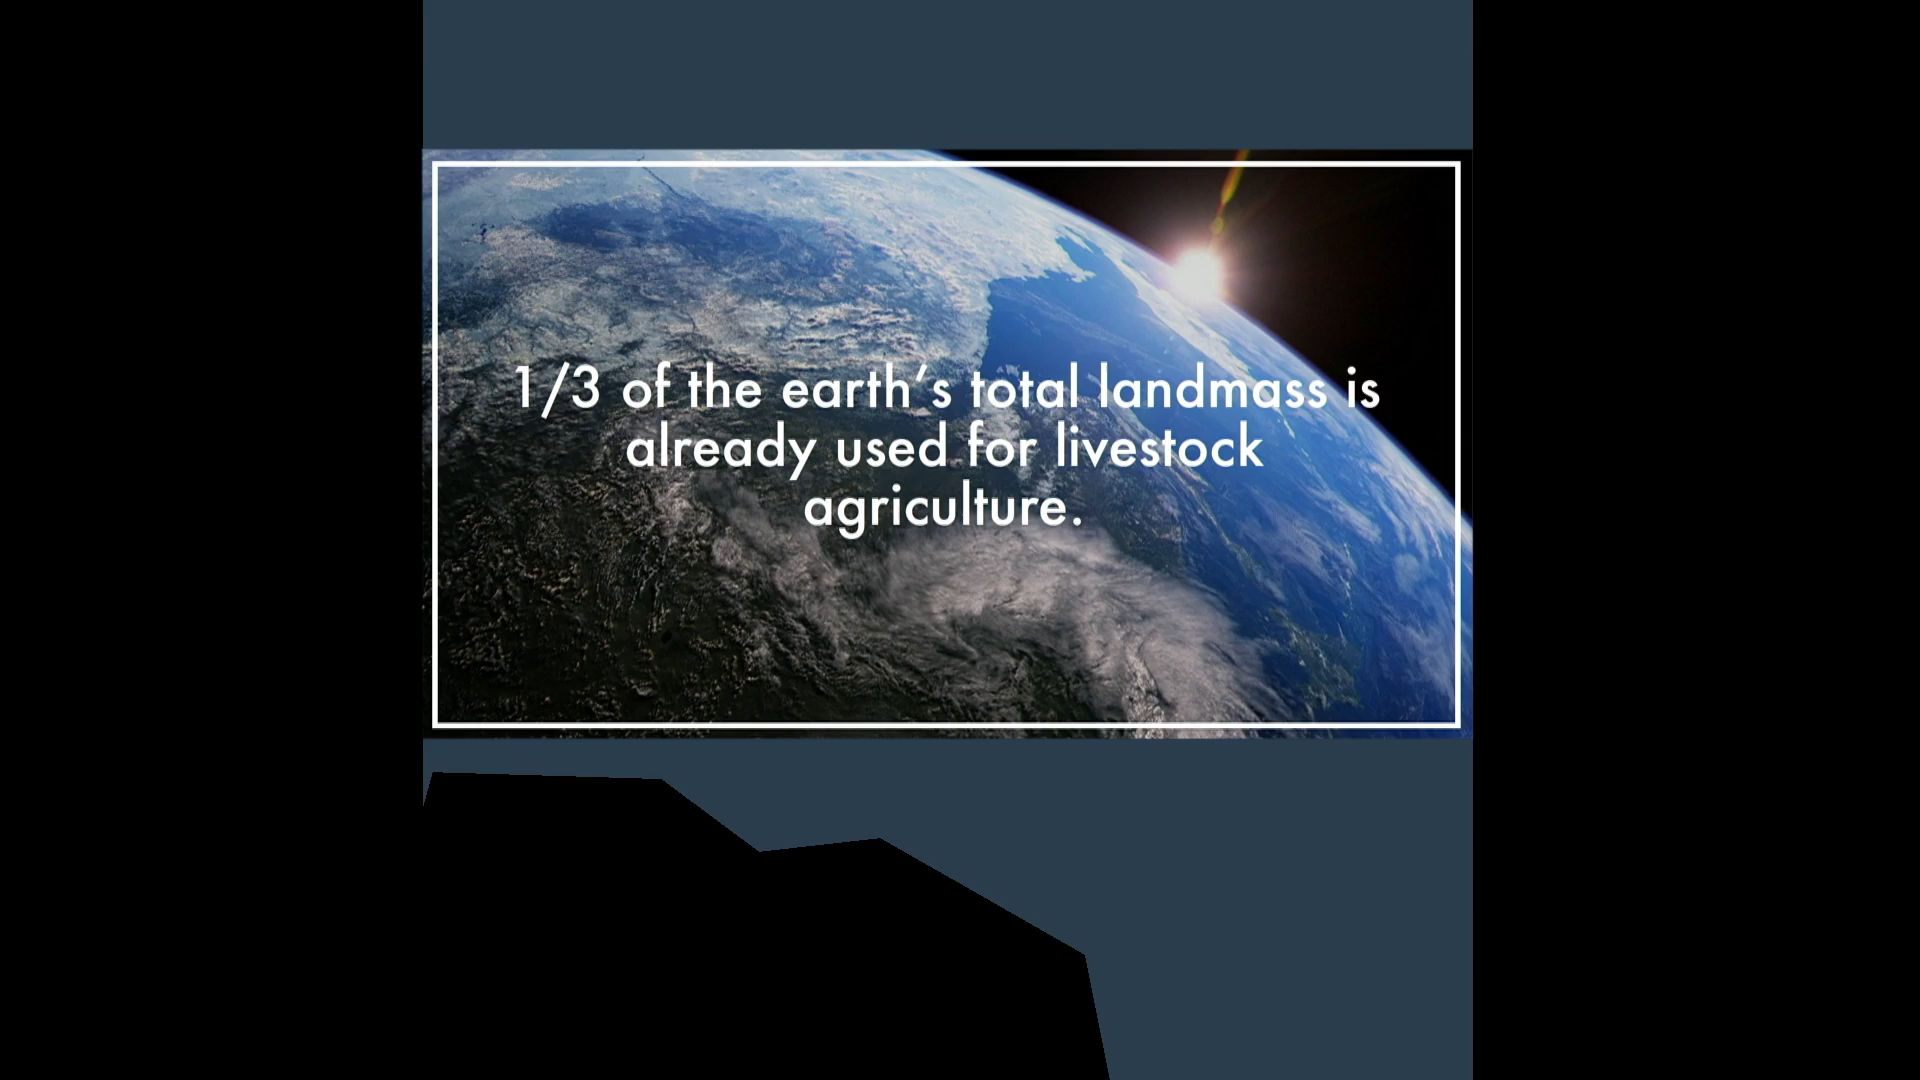 1/3 of the earth's total landmass is
already used for livestock
agriculture.